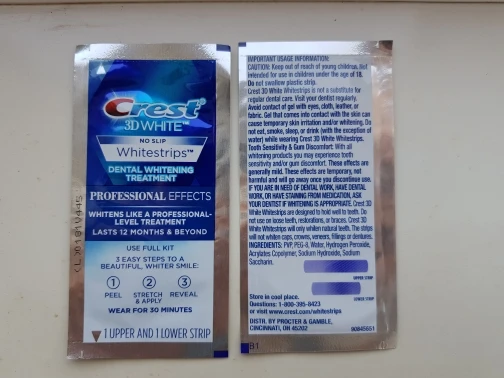 Crest
3D WHITE™
NO SLIP
Whitestrips™
DENTAL WHITENING
TREATMENT
PROFESSIONAL EFFECTS
WHITENS LIKE A PROFESSIONAL-
LEVEL TREATMENT
LASTS 12 MONTHS & BEYOND
USE FULL KIT
3 EASY STEPS TO A
BEAUTIFUL, WHITER SMILE:
1 2 3
PEEL STRETCH & APPLY REVEAL
WEAR FOR 30 MINUTES
1 UPPER AND 1 LOWER STRIP
IMPORTANT USAGE INFORMATION:
CAUTION: Keep out of reach of young children. Not
intended for use in children under the age of 18.
Do not swallow plastic strip.
Crest 3D White Whitestrips is not a substitute for
regular dental care. Visit your dentist regularly.
Avoid contact of gel with eyes, cloth, leather, or
fabric. Gel that comes into contact with the skin can
cause temporary skin irritation and/or whitening. Do
not eat, smoke, sleep, or drink (with the exception of
water) while wearing Crest 3D White Whitestrips.
Tooth Sensitivity & Gum Discomfort: With all
whitening products you may experience tooth
sensitivity and/or gum discomfort. These effects are
generally mild. These effects are temporary, not
harmful and will go away once you discontinue use.
IF YOU ARE IN NEED OF DENTAL WORK, HAVE DENTAL
WORK, OR HAVE STAINING FROM MEDICATION, ASK
YOUR DENTIST IF WHITENING IS APPROPRIATE. Crest 3D
White Whitestrips are designed to hold well to teeth. Do
not use on loose teeth, restorations, or braces. Crest 3D
White Whitestrips will only whiten natural teeth. The strips
will not whiten caps, crowns, veneers, fillings or dentures.
INGREDIENTS: PVP, PEG-8, Water, Hydrogen Peroxide,
Acrylates Copolymer, Sodium Hydroxide, Sodium
Saccharin.
UPPER STRIP
LOWER STRIP
Store in cool place.
Questions: 1-800-395-8423
or visit www.crest.com/whitestrips
DISTR. BY PROCTER & GAMBLE,
CINCINNATI, OH 45202 90845551
B1